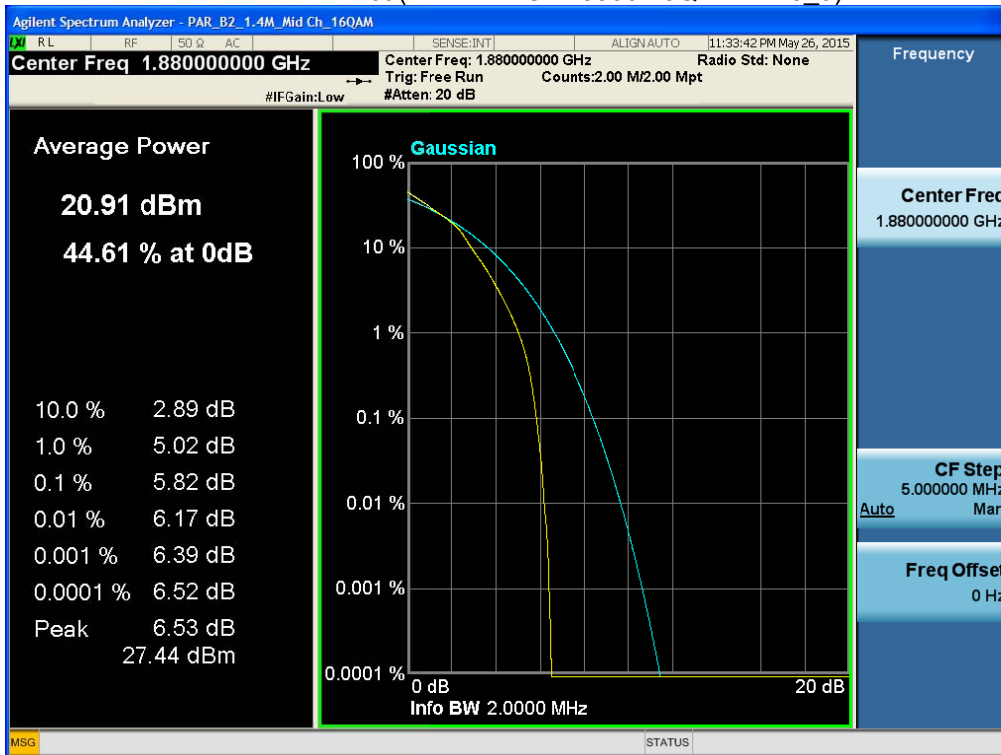 Agilent Spectrum Analyzer - PAR_B2_1.4M_Mid Ch_16QAM
LXI RL RF 50 Ω AC SENSE:INT ALIGN AUTO 11:33:42 PM May 26, 2015
Center Freq 1.880000000 GHz
Center Freq: 1.880000000 GHz Radio Std: None
Trig: Free Run Counts:2.00 M/2.00 Mpt
#IFGain:Low #Atten: 20 dB
Average Power
20.91 dBm
44.61 % at 0dB
10.0 % 2.89 dB
1.0 % 5.02 dB
0.1 % 5.82 dB
0.01 % 6.17 dB
0.001 % 6.39 dB
0.0001 % 6.52 dB
Peak 6.53 dB
27.44 dBm
Gaussian
100 %
10 %
1 %
0.1 %
0.01 %
0.001 %
0.0001 %
0 dB 20 dB
Info BW 2.0000 MHz
Frequency
Center Freq
1.880000000 GHz
CF Step
5.000000 MHz
Auto Man
Freq Offset
0 Hz
MSG STATUS